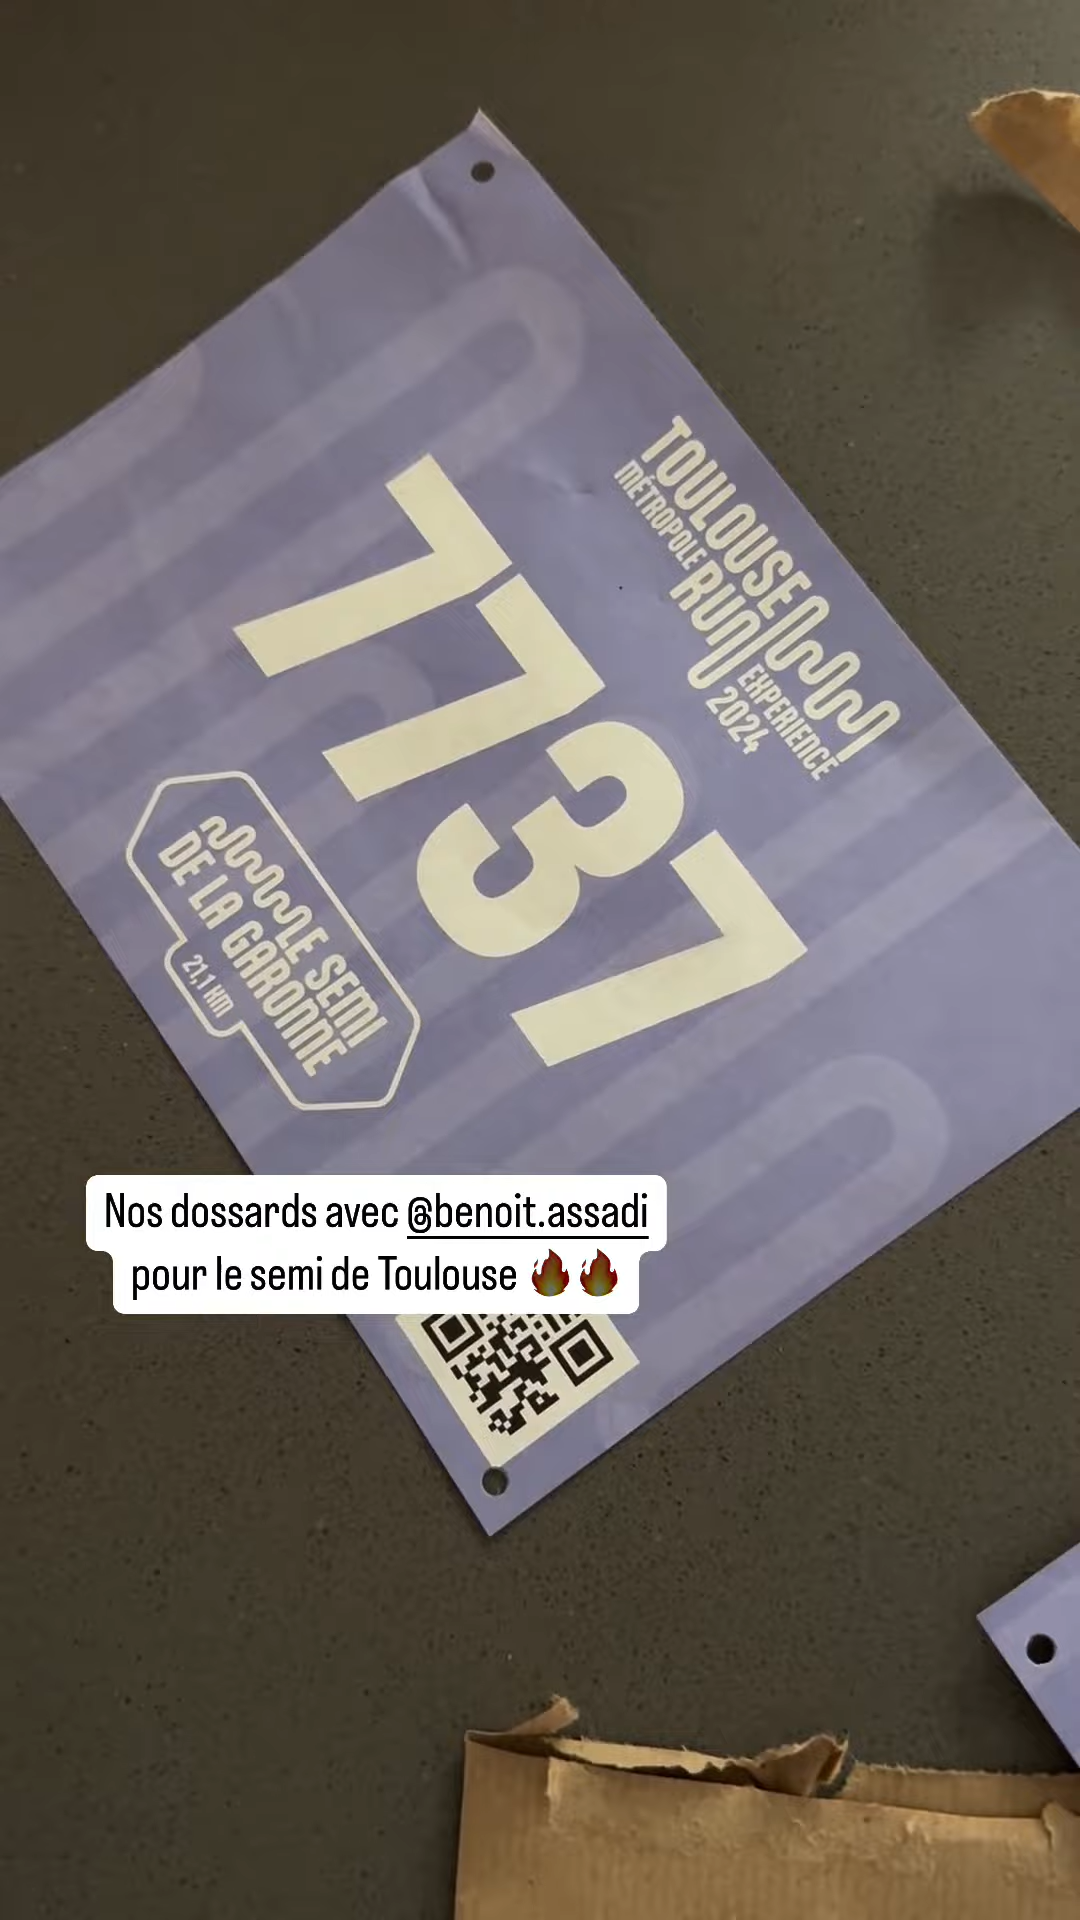 TOULOUSE
MÉTROPOLE RUN EXPERIENCE
2024
7737
LE SEMI
DE LA GARONNE
21,1 KM
Nos dossards avec @benoit.assadi
pour le semi de Toulouse 🔥🔥